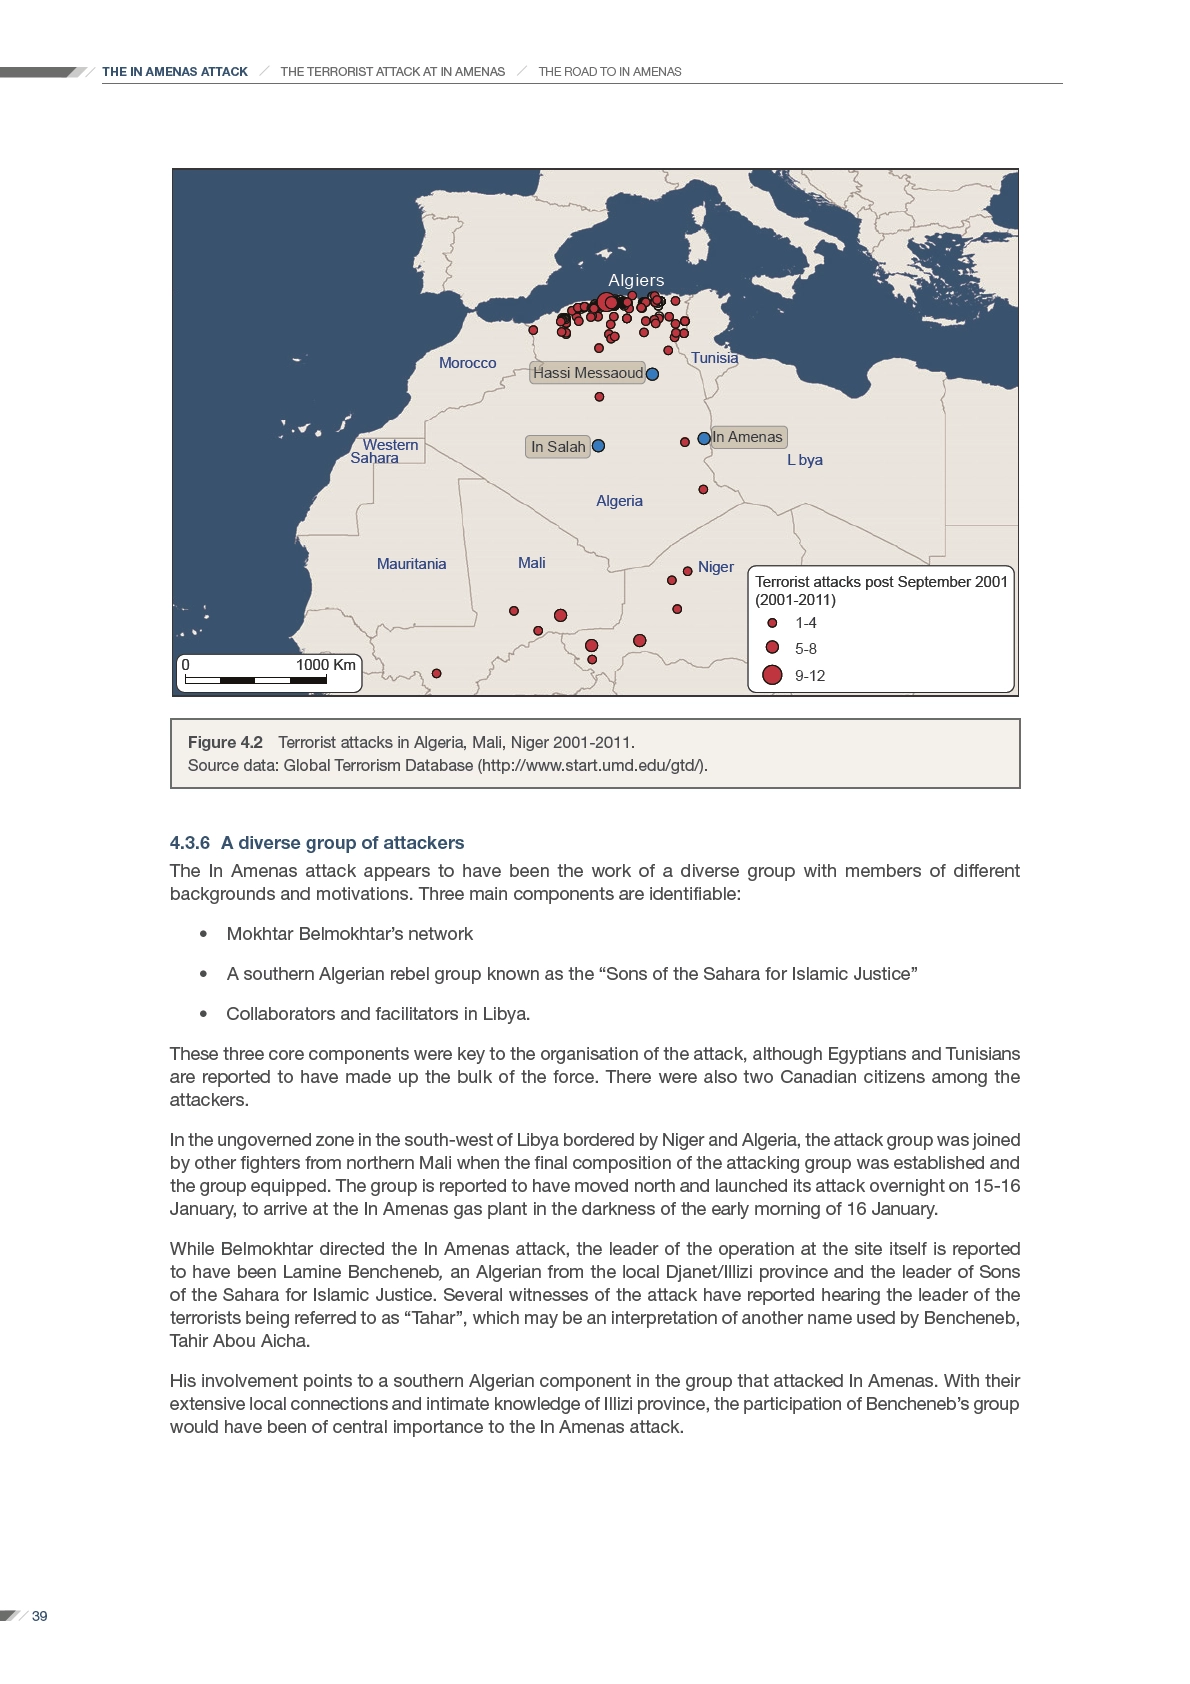 THE IN AMENAS ATTACK / THE TERRORIST ATTACK AT IN AMENAS / THE ROAD TO IN AMENAS
Algiers
Morocco
Tunisia
Hassi Messaoud
In Salah
In Amenas
Western
Sahara
L bya
Algeria
Mauritania
Mali
Niger
Terrorist attacks post September 2001
(2001-2011)
1-4
5-8
9-12
0 1000 Km
Figure 4.2 Terrorist attacks in Algeria, Mali, Niger 2001-2011.
Source data: Global Terrorism Database (http://www.start.umd.edu/gtd/).
4.3.6 A diverse group of attackers
The In Amenas attack appears to have been the work of a diverse group with members of different
backgrounds and motivations. Three main components are identifiable:
• Mokhtar Belmokhtar’s network
• A southern Algerian rebel group known as the “Sons of the Sahara for Islamic Justice”
• Collaborators and facilitators in Libya.
These three core components were key to the organisation of the attack, although Egyptians and Tunisians
are reported to have made up the bulk of the force. There were also two Canadian citizens among the
attackers.
In the ungoverned zone in the south-west of Libya bordered by Niger and Algeria, the attack group was joined
by other fighters from northern Mali when the final composition of the attacking group was established and
the group equipped. The group is reported to have moved north and launched its attack overnight on 15-16
January, to arrive at the In Amenas gas plant in the darkness of the early morning of 16 January.
While Belmokhtar directed the In Amenas attack, the leader of the operation at the site itself is reported
to have been Lamine Bencheneb, an Algerian from the local Djanet/Illizi province and the leader of Sons
of the Sahara for Islamic Justice. Several witnesses of the attack have reported hearing the leader of the
terrorists being referred to as “Tahar”, which may be an interpretation of another name used by Bencheneb,
Tahir Abou Aicha.
His involvement points to a southern Algerian component in the group that attacked In Amenas. With their
extensive local connections and intimate knowledge of Illizi province, the participation of Bencheneb’s group
would have been of central importance to the In Amenas attack.
39